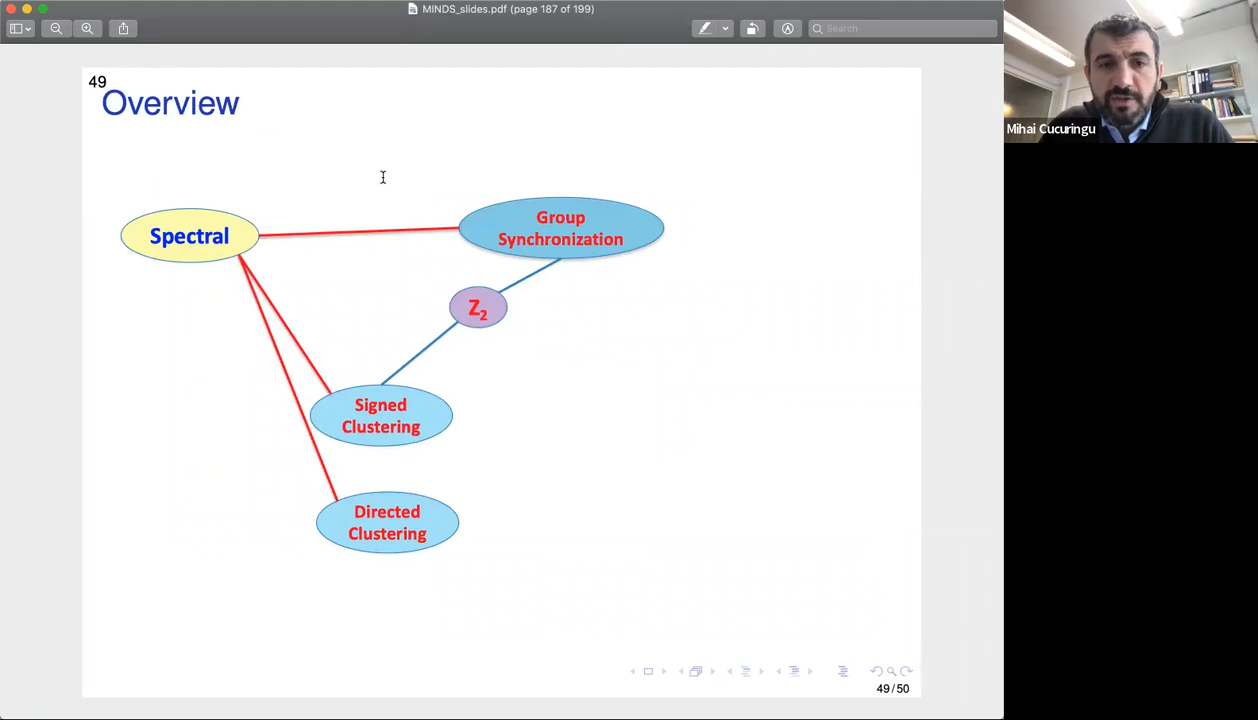 MINDS_slides.pdf (page 187 of 199)
Search
49
Overview
Spectral
Group
Synchronization
Z₂
Signed
Clustering
Directed
Clustering
49/50
Mihai Cucuringu